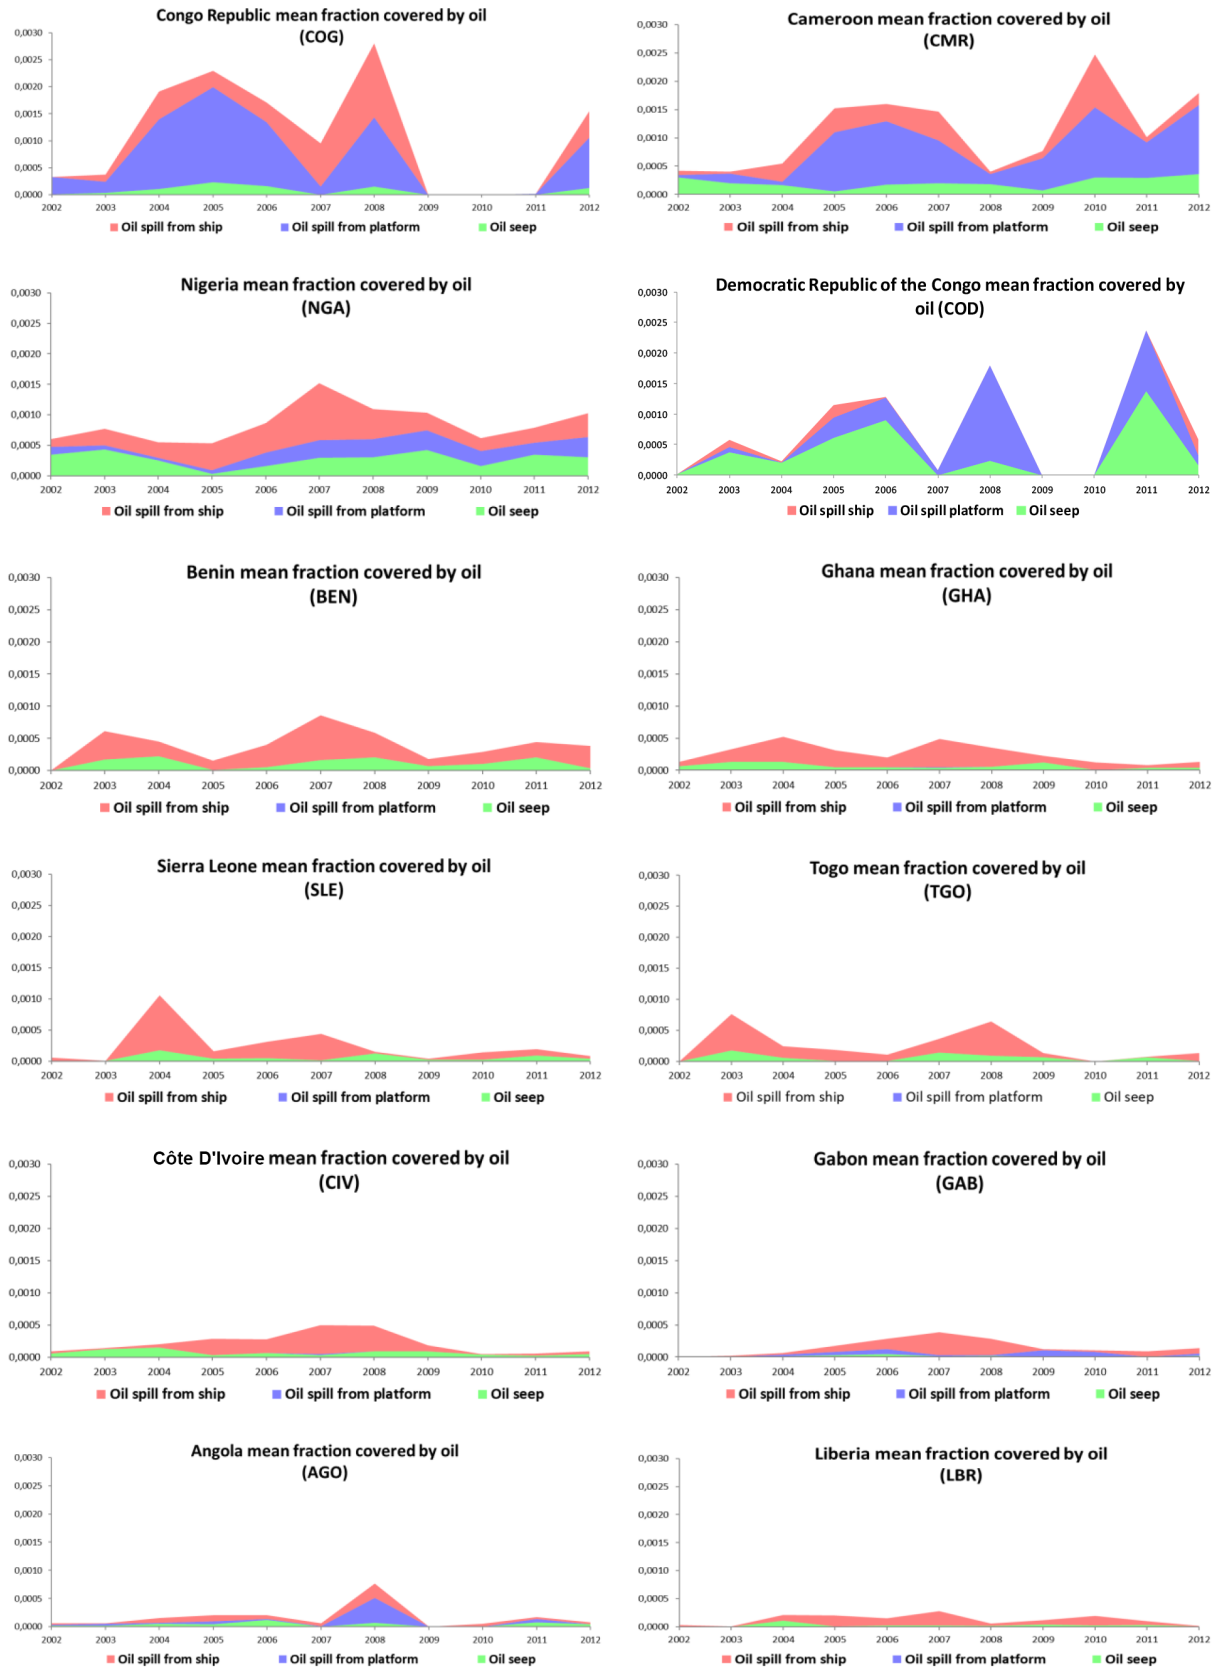 Congo Republic mean fraction covered by oil
(COG)
0,0030
0,0025
0,0020
0,0015
0,0010
0,0005
0,0000
2002 2003 2004 2005 2006 2007 2008 2009 2010 2011 2012
Oil spill from ship Oil spill from platform Oil seep
Cameroon mean fraction covered by oil
(CMR)
0,0030
0,0025
0,0020
0,0015
0,0010
0,0005
0,0000
2002 2003 2004 2005 2006 2007 2008 2009 2010 2011 2012
Oil spill from ship Oil spill from platform Oil seep
Nigeria mean fraction covered by oil
(NGA)
0,0030
0,0025
0,0020
0,0015
0,0010
0,0005
0,0000
2002 2003 2004 2005 2006 2007 2008 2009 2010 2011 2012
Oil spill from ship Oil spill from platform Oil seep
Democratic Republic of the Congo mean fraction covered by
oil (COD)
0,0030
0,0025
0,0020
0,0015
0,0010
0,0005
0,0000
2002 2003 2004 2005 2006 2007 2008 2009 2010 2011 2012
Oil spill ship Oil spill platform Oil seep
Benin mean fraction covered by oil
(BEN)
0,0030
0,0025
0,0020
0,0015
0,0010
0,0005
0,0000
2002 2003 2004 2005 2006 2007 2008 2009 2010 2011 2012
Oil spill from ship Oil spill from platform Oil seep
Ghana mean fraction covered by oil
(GHA)
0,0030
0,0025
0,0020
0,0015
0,0010
0,0005
0,0000
2002 2003 2004 2005 2006 2007 2008 2009 2010 2011 2012
Oil spill from ship Oil spill from platform Oil seep
Sierra Leone mean fraction covered by oil
(SLE)
0,0030
0,0025
0,0020
0,0015
0,0010
0,0005
0,0000
2002 2003 2004 2005 2006 2007 2008 2009 2010 2011 2012
Oil spill from ship Oil spill from platform Oil seep
Togo mean fraction covered by oil
(TGO)
0,0030
0,0025
0,0020
0,0015
0,0010
0,0005
0,0000
2002 2003 2004 2005 2006 2007 2008 2009 2010 2011 2012
Oil spill from ship Oil spill from platform Oil seep
Côte D'Ivoire mean fraction covered by oil
(CIV)
0,0030
0,0025
0,0020
0,0015
0,0010
0,0005
0,0000
2002 2003 2004 2005 2006 2007 2008 2009 2010 2011 2012
Oil spill from ship Oil spill from platform Oil seep
Gabon mean fraction covered by oil
(GAB)
0,0030
0,0025
0,0020
0,0015
0,0010
0,0005
0,0000
2002 2003 2004 2005 2006 2007 2008 2009 2010 2011 2012
Oil spill from ship Oil spill from platform Oil seep
Angola mean fraction covered by oil
(AGO)
0,0030
0,0025
0,0020
0,0015
0,0010
0,0005
0,0000
2002 2003 2004 2005 2006 2007 2008 2009 2010 2011 2012
Oil spill from ship Oil spill from platform Oil seep
Liberia mean fraction covered by oil
(LBR)
0,0030
0,0025
0,0020
0,0015
0,0010
0,0005
0,0000
2002 2003 2004 2005 2006 2007 2008 2009 2010 2011 2012
Oil spill from ship Oil spill from platform Oil seep